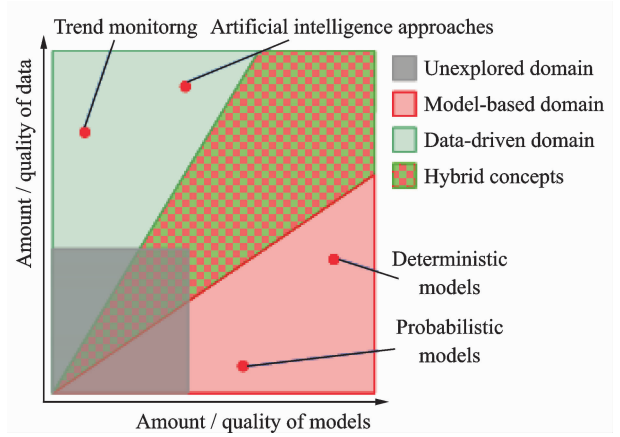 Trend monitorng
Artificial intelligence approaches
Amount / quality of data
Unexplored domain
Model-based domain
Data-driven domain
Hybrid concepts
Deterministic
models
Probabilistic
models
Amount / quality of models